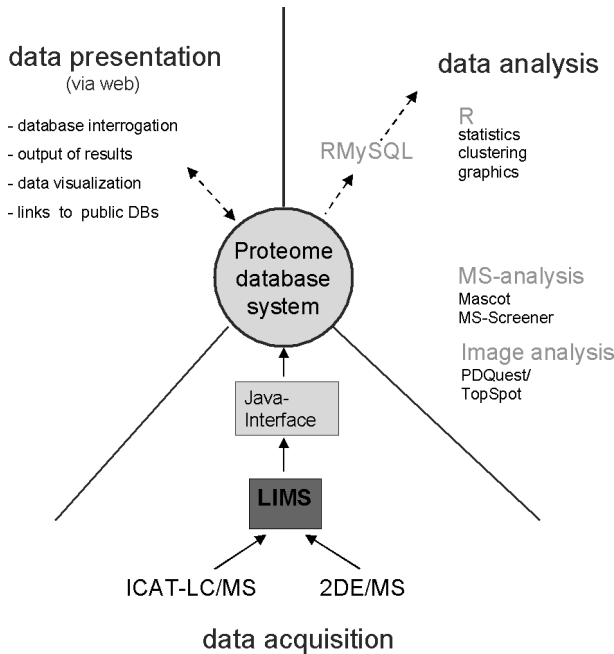 data presentation
(via web)
- database interrogation
- output of results
- data visualization
- links to public DBs
data analysis
RMySQL
R
statistics
clustering
graphics
MS-analysis
Mascot
MS-Screener
Image analysis
PDQuest/
TopSpot
Proteome
database
system
Java-
Interface
LIMS
ICAT-LC/MS
2DE/MS
data acquisition